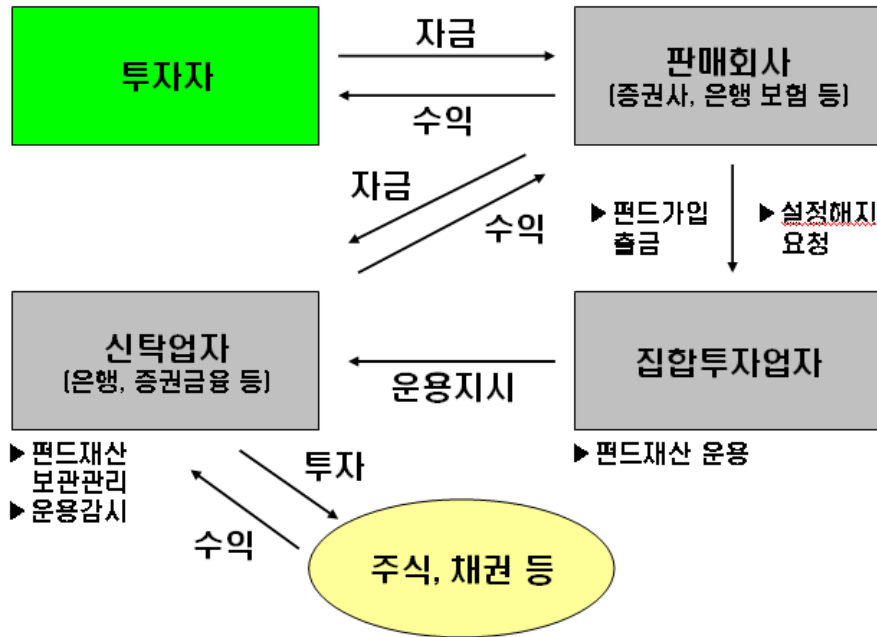 투자자
자금
수익
판매회사
(증권사, 은행 보험 등)
자금
수익
▶ 펀드가입
출금
▶ 설정해지
요청
신탁업자
(은행, 증권금융 등)
운용지시
집합투자업자
▶ 펀드재산
보관관리
▶ 운용감시
▶ 펀드재산 운용
투자
수익
주식, 채권 등